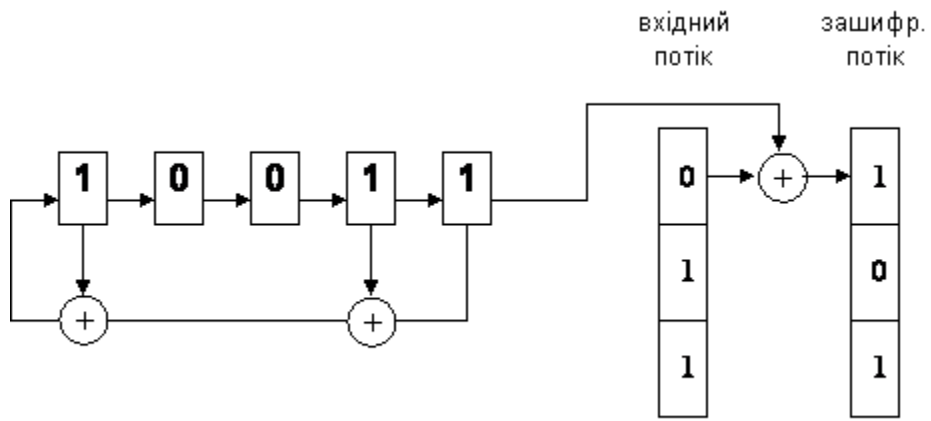 вхідний зашифр.
потік потік
1 0 0 1 1
0 + 1
1 0
+ +
1 1